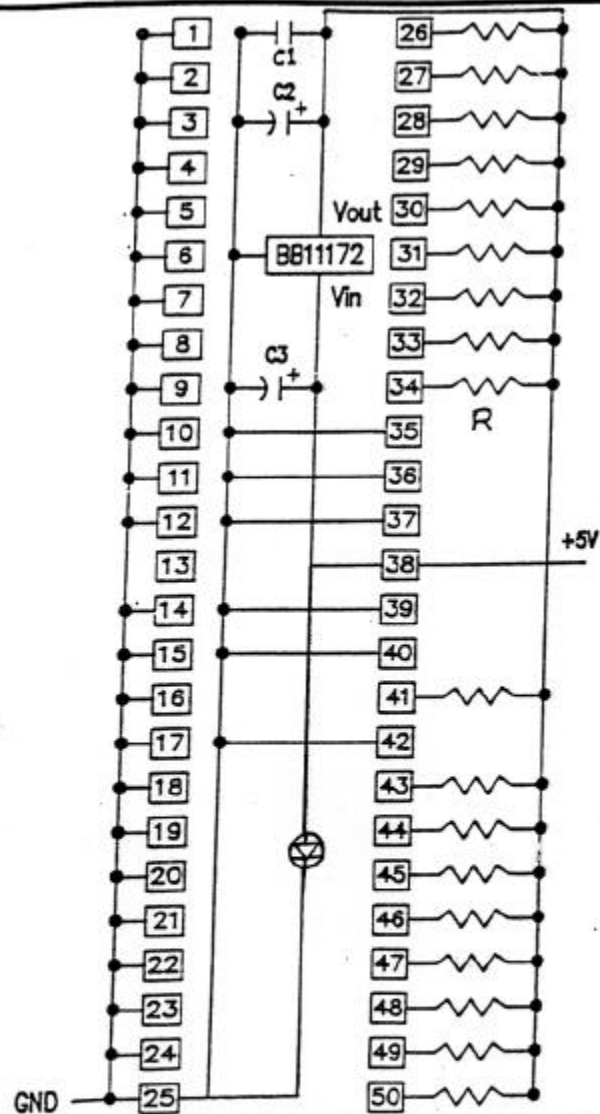 1 C1 26
2 27
C2
3 + 28
4 29
5 Vout 30
6 BB11172 31
7 Vin 32
8 33
C3
9 + 34
R
10 35
11 36
12 37
+5V
13 38
14 39
15 40
16 41
17 42
18 43
19 44
20 45
21 46
22 47
23 48
24 49
GND 25 50